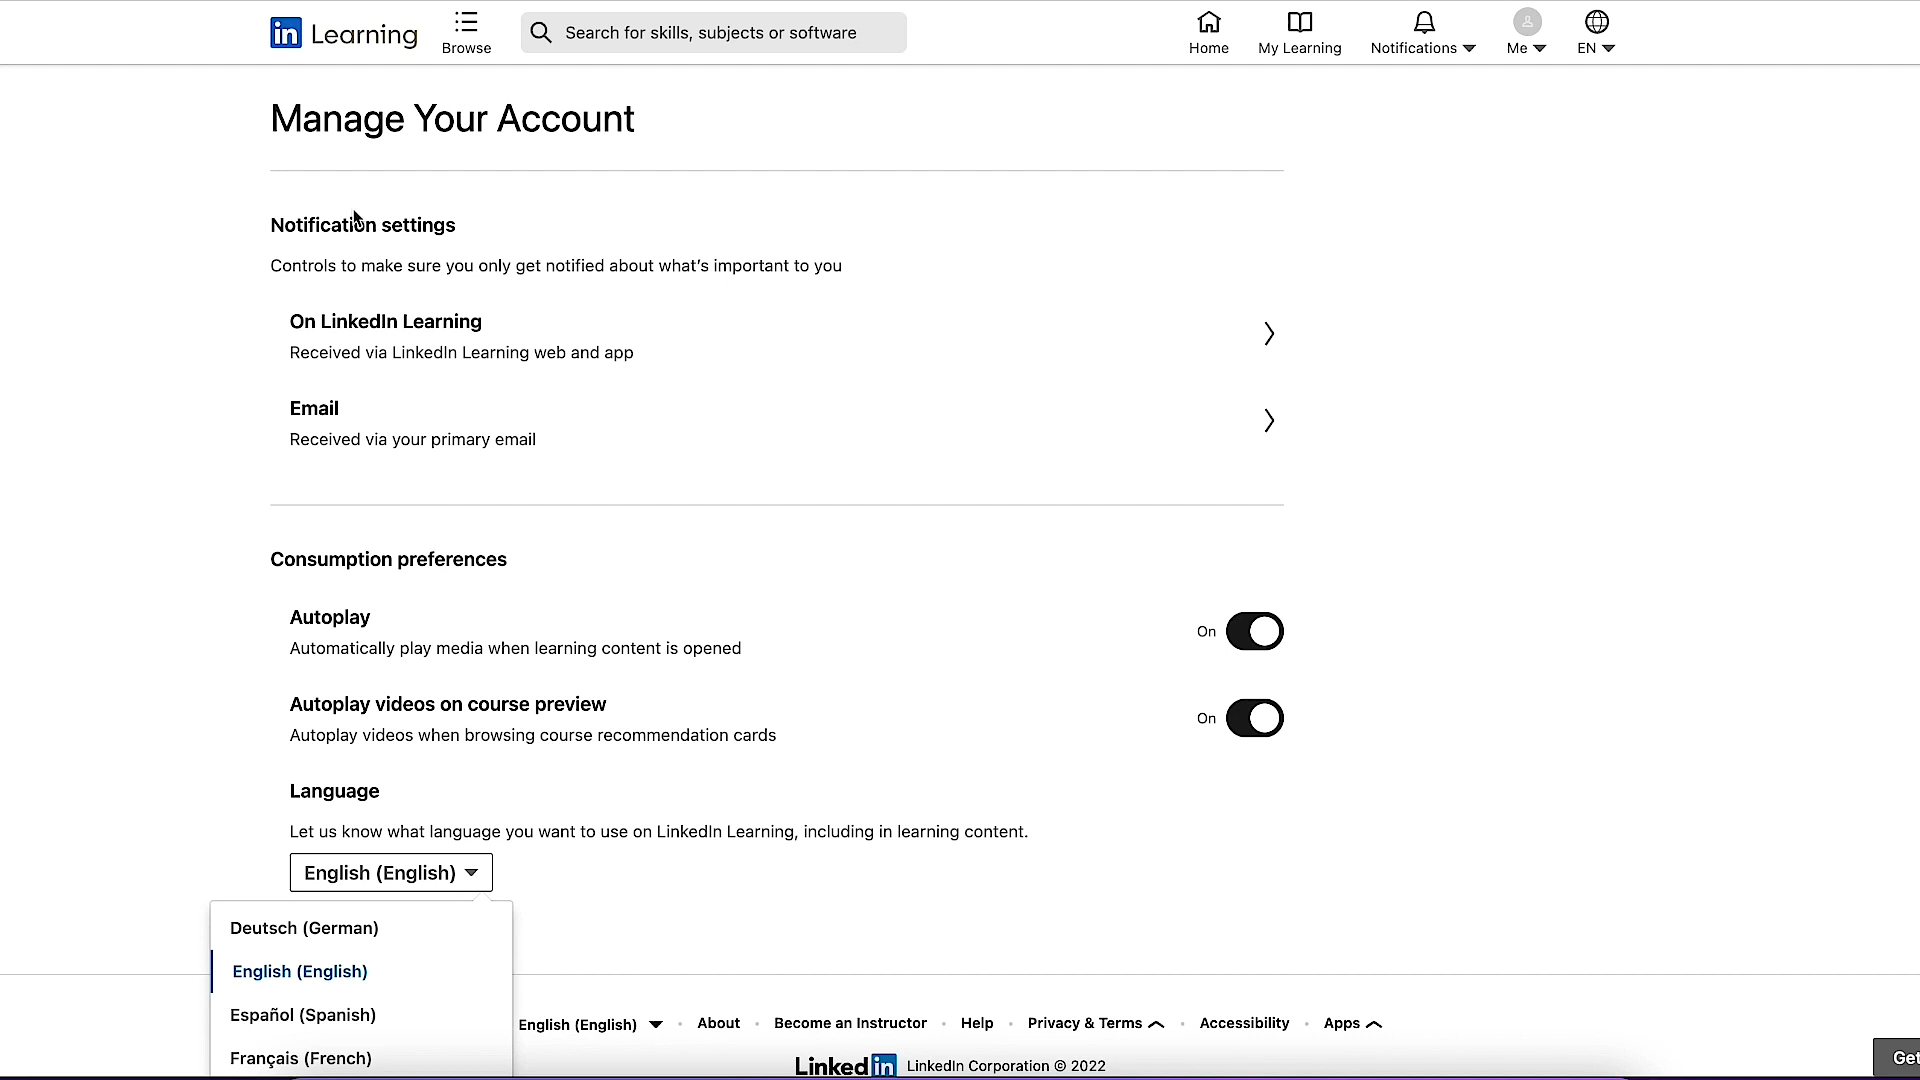 in Learning
Browse
Search for skills, subjects or software
Home
My Learning
Notifications
Me
EN
Manage Your Account
Notification settings
Controls to make sure you only get notified about what's important to you
On LinkedIn Learning
Received via LinkedIn Learning web and app
Email
Received via your primary email
Consumption preferences
Autoplay
Automatically play media when learning content is opened
On
Autoplay videos on course preview
Autoplay videos when browsing course recommendation cards
On
Language
Let us know what language you want to use on LinkedIn Learning, including in learning content.
English (English)
Deutsch (German)
English (English)
Español (Spanish)
Français (French)
English (English) · About · Become an Instructor · Help · Privacy & Terms · Accessibility · Apps
LinkedIn LinkedIn Corporation © 2022